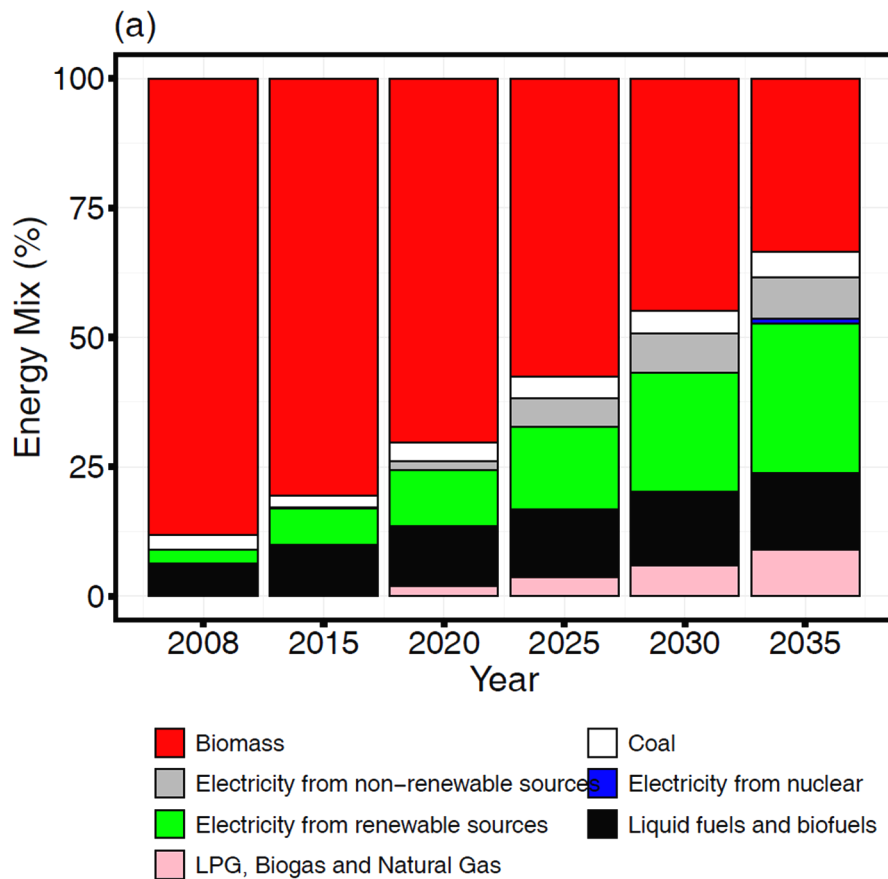 (a)
100
75
50
25
0
Energy Mix (%)
2008 2015 2020 2025 2030 2035
Year
Biomass
Coal
Electricity from non−renewable sources
Electricity from nuclear
Electricity from renewable sources
Liquid fuels and biofuels
LPG, Biogas and Natural Gas